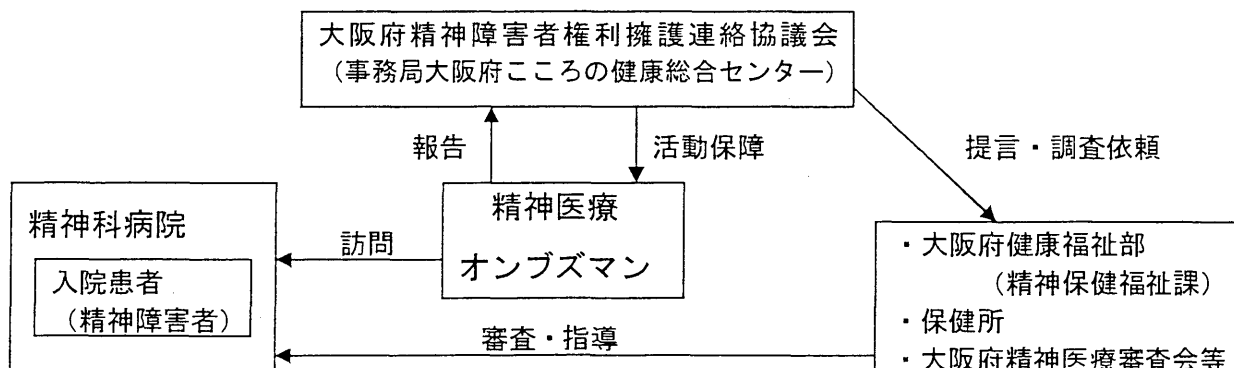 大阪府精神障害者権利擁護連絡協議会
（事務局大阪府こころの健康総合センター）
報告
活動保障
提言・調査依頼
精神医療
オンブズマン
精神科病院
訪問
入院患者
（精神障害者）
・大阪府健康福祉部
（精神保健福祉課）
・保健所
・大阪府精神医療審査会等
審査・指導